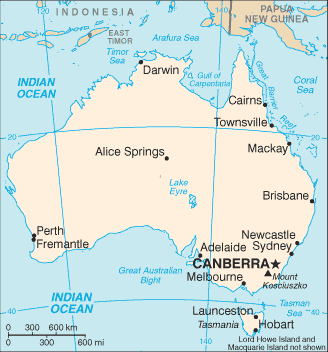 INDONESIA
PAPUA
NEW GUINEA
EAST
TIMOR
Arafura Sea
120
140
Timor
Sea
Darwin
Gulf of
Carpentaria
Great
Barrier
Reef
Coral
Sea
INDIAN
OCEAN
Cairns
Townsville
20
20
Mackay
Alice Springs
Lake
Eyre
Brisbane
Perth
Fremantle
Newcastle
Sydney
Adelaide
CANBERRA
Great Australian
Bight
Melbourne
Mount
Kosciuszko
INDIAN
OCEAN
Tasman
Sea
40
Launceston
Tasmania
Hobart
0 300 600 km
0 300 600 mi
Lord Howe Island and
Macquarie Island not shown